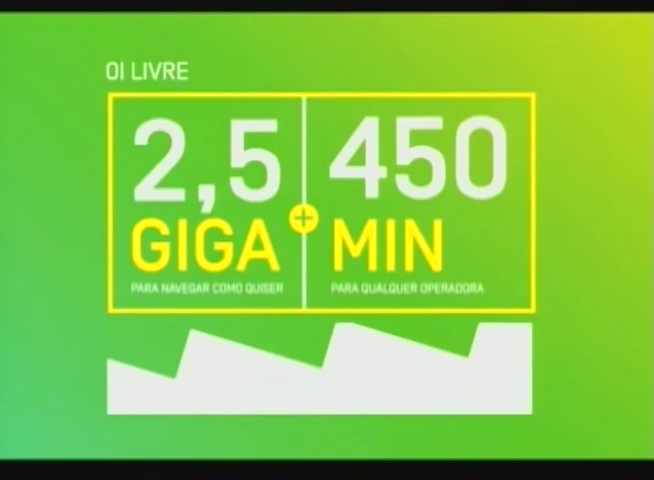 OI LIVRE
2,5
GIGA
PARA NAVEGAR COMO QUISER
+
450
MIN
PARA QUALQUER OPERADORA